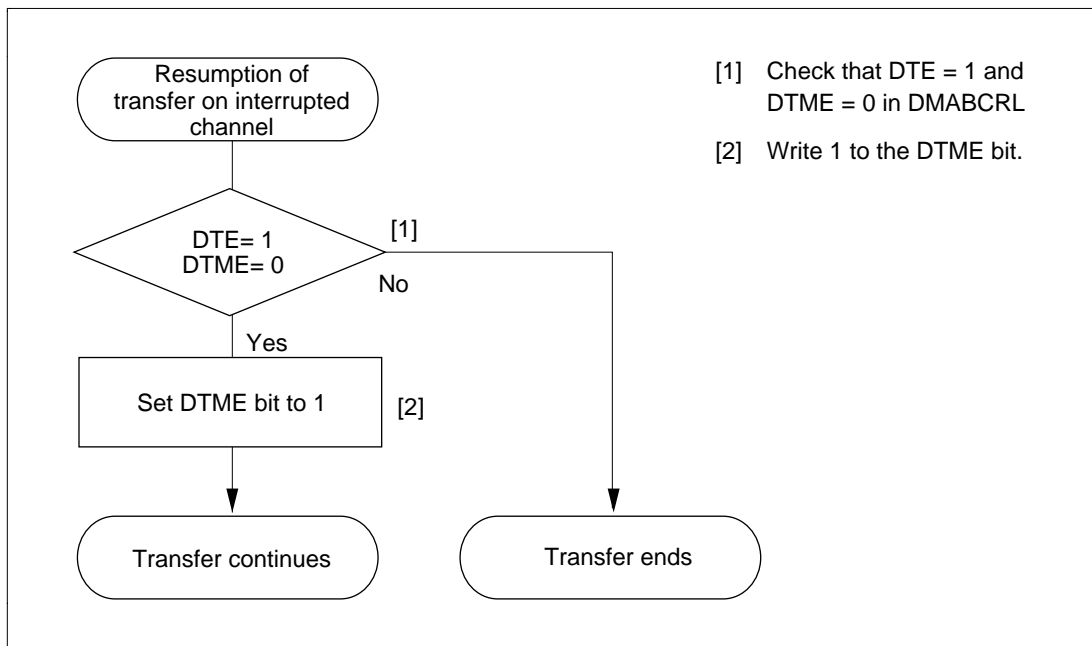 Resumption of
transfer on interrupted
channel
[1] Check that DTE = 1 and
DTME = 0 in DMABCRL
[2] Write 1 to the DTME bit.
DTE= 1
DTME= 0
[1]
No
Yes
Set DTME bit to 1
[2]
Transfer continues
Transfer ends